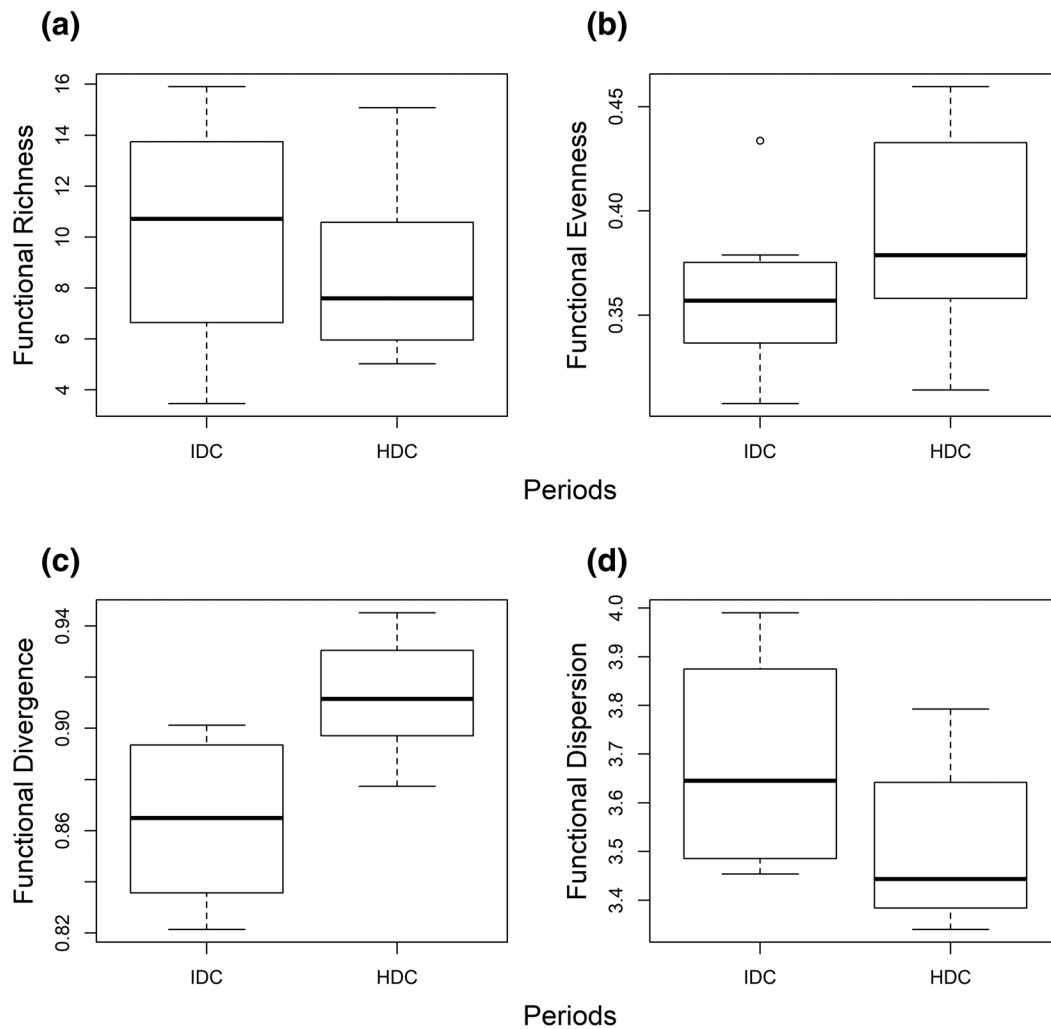 (a)
Functional Richness
16
14
12
10
8
6
4
IDC HDC
(b)
Functional Evenness
0.45
0.40
0.35
IDC HDC
Periods
(c)
Functional Divergence
0.94
0.90
0.86
0.82
IDC HDC
(d)
Functional Dispersion
4.0
3.9
3.8
3.7
3.6
3.5
3.4
IDC HDC
Periods